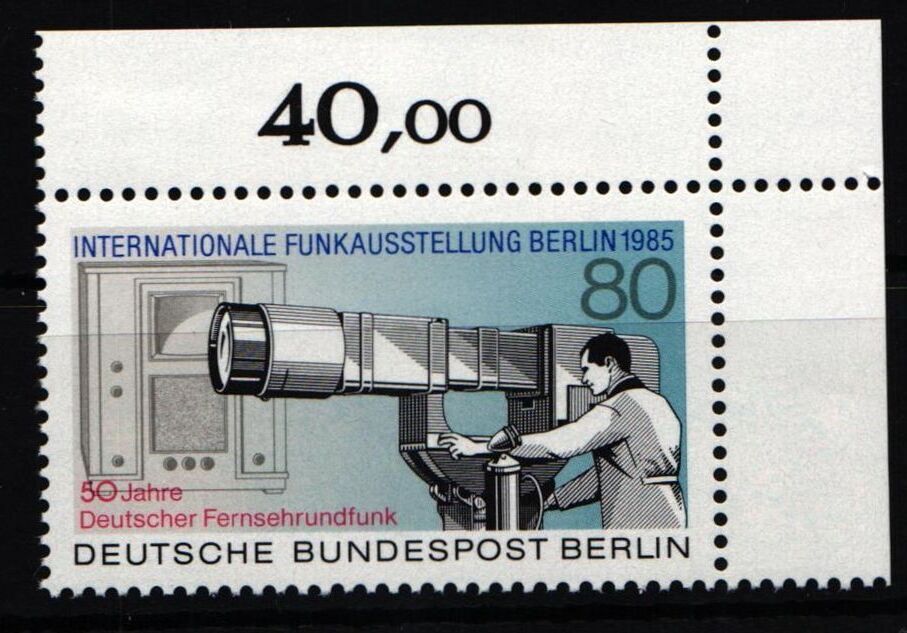 40,00
INTERNATIONALE FUNKAUSSTELLUNG BERLIN 1985
80
50 Jahre
Deutscher Fernsehrundfunk
DEUTSCHE BUNDESPOST BERLIN